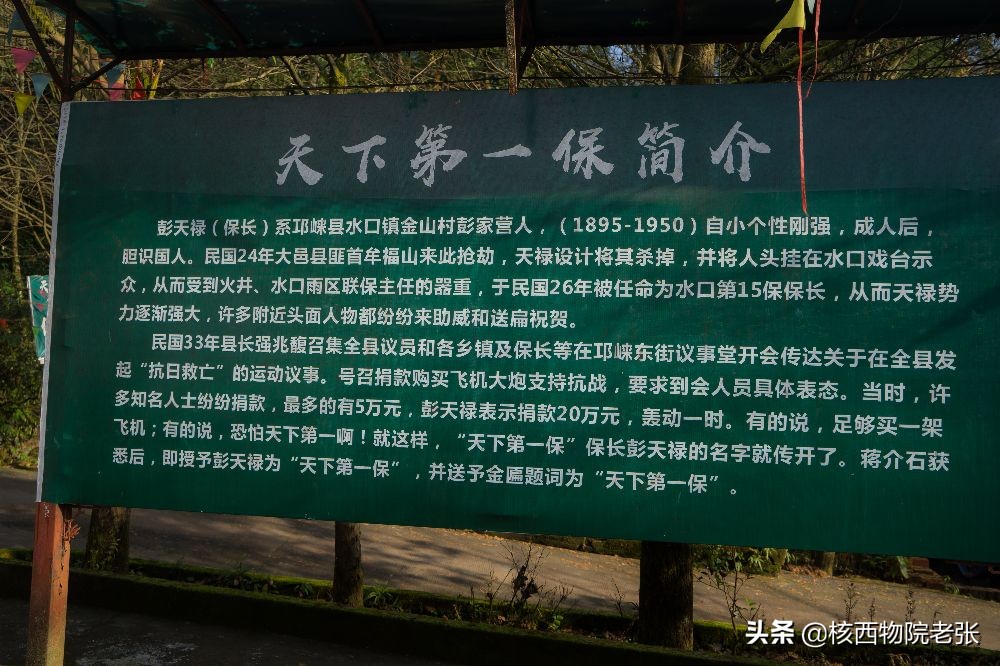 天下第一保简介
彭天禄（保长）系邛崃县水口镇金山村彭家营人，（1895-1950）自小个性刚强，成人后，
胆识国人。民国24年大邑县匪首牟福山来此抢劫，天禄设计将其杀掉，并将人头挂在水口戏台示
众，从而受到火井、水口雨区联保主任的器重，于民国26年被任命为水口第15保保长，从而天禄势
力逐渐强大，许多附近头面人物都纷纷来助威和送扁祝贺。
民国33年县长强兆馥召集全县议员和各乡镇及保长等在邛崃东街议事堂开会传达关于在全县发
起“抗日救亡”的运动议事。号召捐款购买飞机大炮支持抗战，要求到会人员具体表态。当时，许
多知名人士纷纷捐款，最多的有5万元，彭天禄表示捐款20万元，轰动一时。有的说，足够买一架
飞机；有的说，恐怕天下第一啊！就这样，“天下第一保”保长彭天禄的名字就传开了。蒋介石获
悉后，即授予彭天禄为“天下第一保”，并送予金匾题词为“天下第一保”。
头条 @核西物院老张